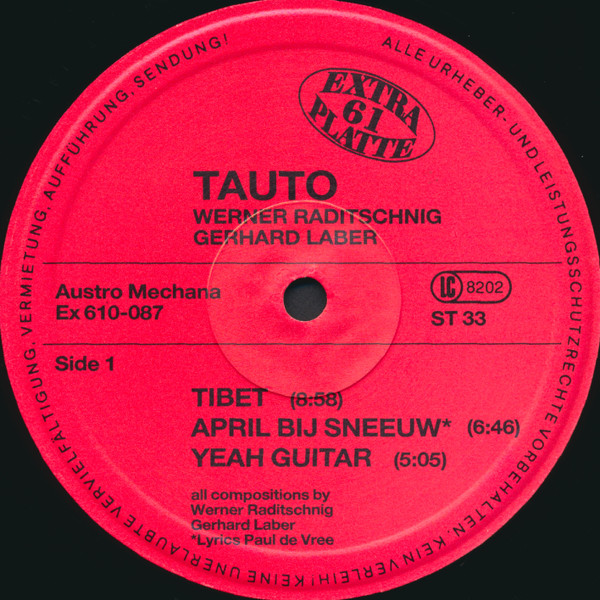 ALLE URHEBER- UND LEISTUNGSSCHUTZRECHTE VORBEHALTEN. KEIN VERLEIH! KEINE UNERLAUBTE VERVIELFÄLTIGUNG, VERMIETUNG, AUFFÜHRUNG, SENDUNG!
EXTRA
61
PLATTE
TAUTO
WERNER RADITSCHNIG
GERHARD LABER
Austro Mechana
Ex 610-087
LC 8202
ST 33
Side 1
TIBET (8:58)
APRIL BIJ SNEEUW* (6:46)
YEAH GUITAR (5:05)
all compositions by
Werner Raditschnig
Gerhard Laber
*Lyrics Paul de Vree